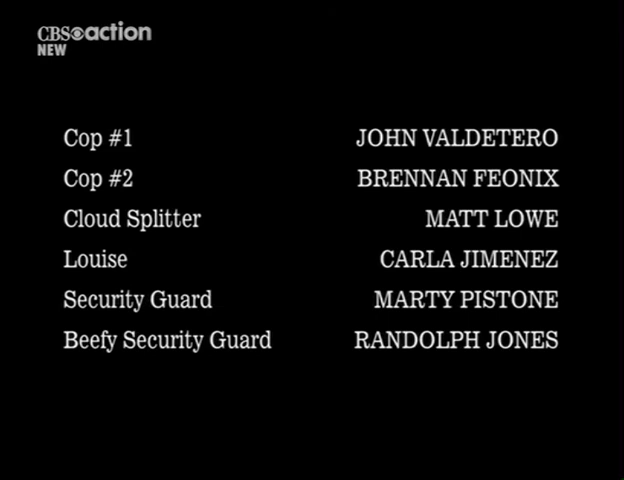 CBS action
NEW
Cop #1 JOHN VALDETERO
Cop #2 BRENNAN FEONIX
Cloud Splitter MATT LOWE
Louise CARLA JIMENEZ
Security Guard MARTY PISTONE
Beefy Security Guard RANDOLPH JONES